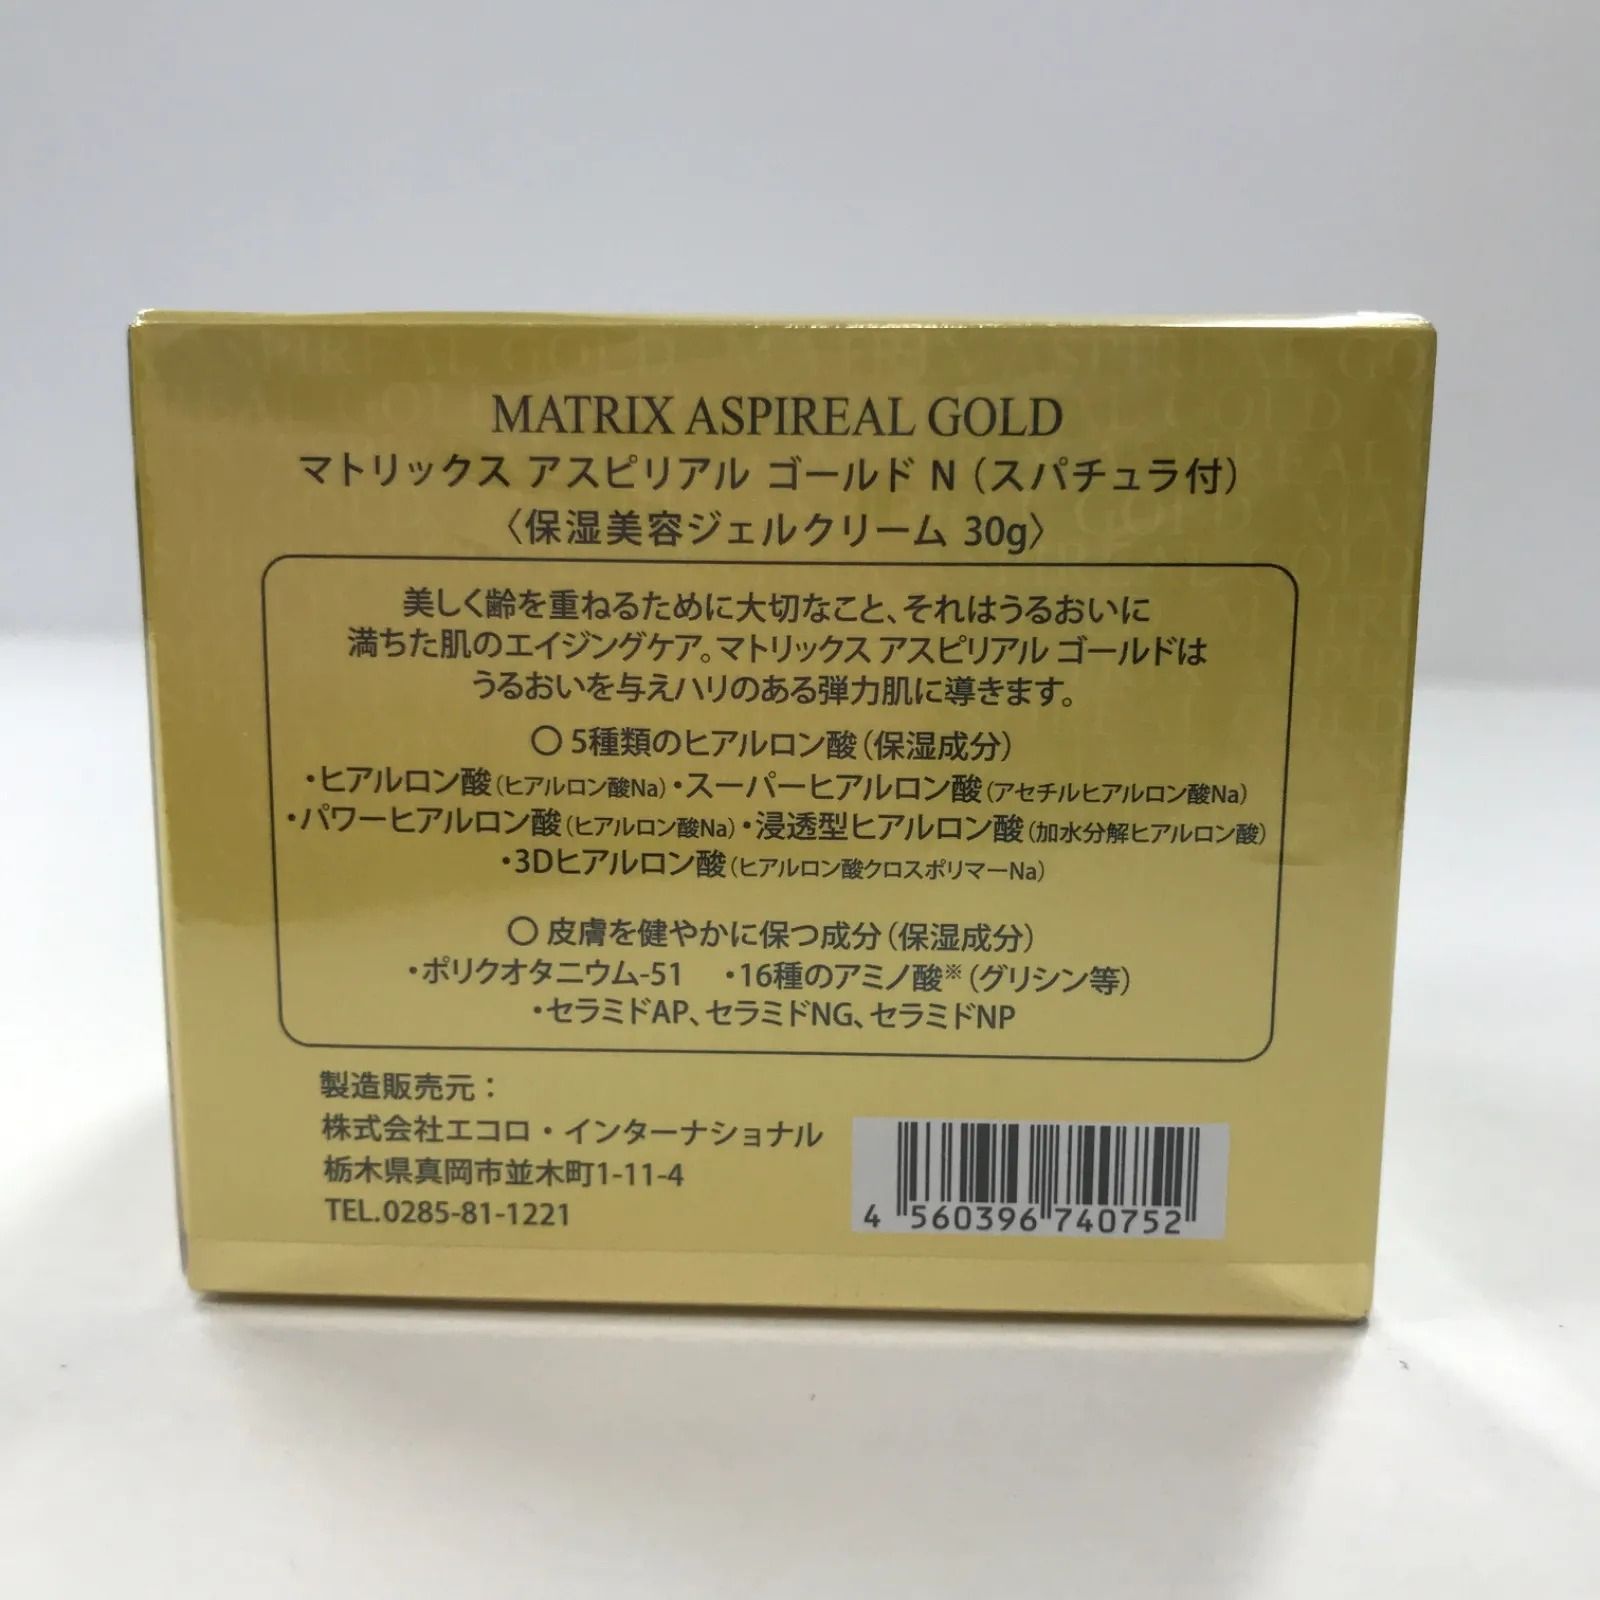 MATRIX ASPIREAL GOLD
マトリックス アスピリアル ゴールド N（スパチュラ付）
〈保湿美容ジェルクリーム 30g〉
美しく齢を重ねるために大切なこと、それはうるおいに
満ちた肌のエイジングケア。マトリックス アスピリアル ゴールドは
うるおいを与えハリのある弾力肌に導きます。
○ 5種類のヒアルロン酸（保湿成分）
・ヒアルロン酸（ヒアルロン酸Na）・スーパーヒアルロン酸（アセチルヒアルロン酸Na）
・パワーヒアルロン酸（ヒアルロン酸Na）・浸透型ヒアルロン酸（加水分解ヒアルロン酸）
・3Dヒアルロン酸（ヒアルロン酸クロスポリマーNa）
○ 皮膚を健やかに保つ成分（保湿成分）
・ポリクオタニウム-51 ・16種のアミノ酸※（グリシン等）
・セラミドAP、セラミドNG、セラミドNP
製造販売元：
株式会社エコロ・インターナショナル
栃木県真岡市並木町1-11-4
TEL.0285-81-1221
4 560396 740752